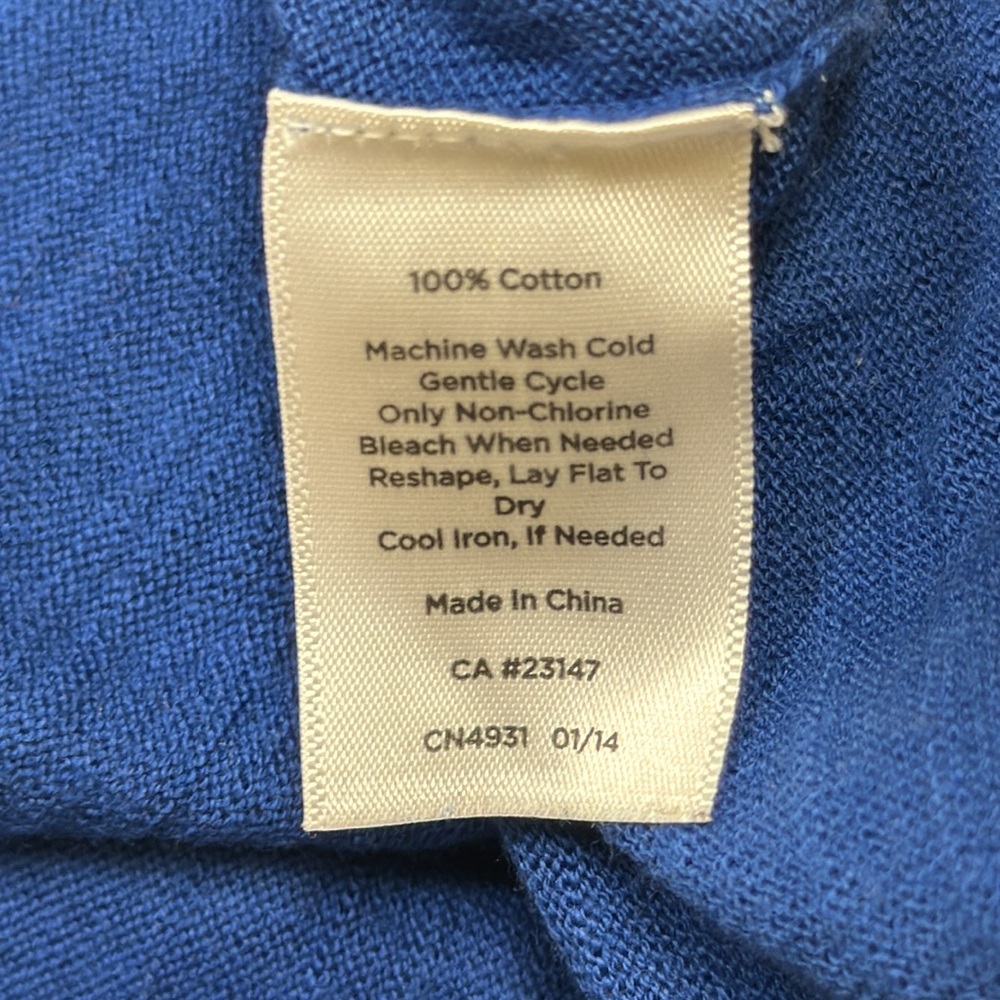 100% Cotton
Machine Wash Cold
Gentle Cycle
Only Non-Chlorine
Bleach When Needed
Reshape, Lay Flat To
Dry
Cool Iron, If Needed
Made In China
CA #23147
CN4931 01/14